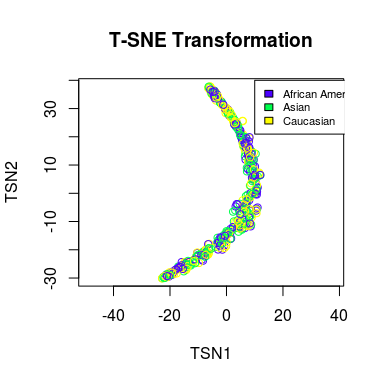 T-SNE Transformation
African Amer
Asian
Caucasian
TSN2
30
10
-10
-30
-40 -20 0 20 40
TSN1